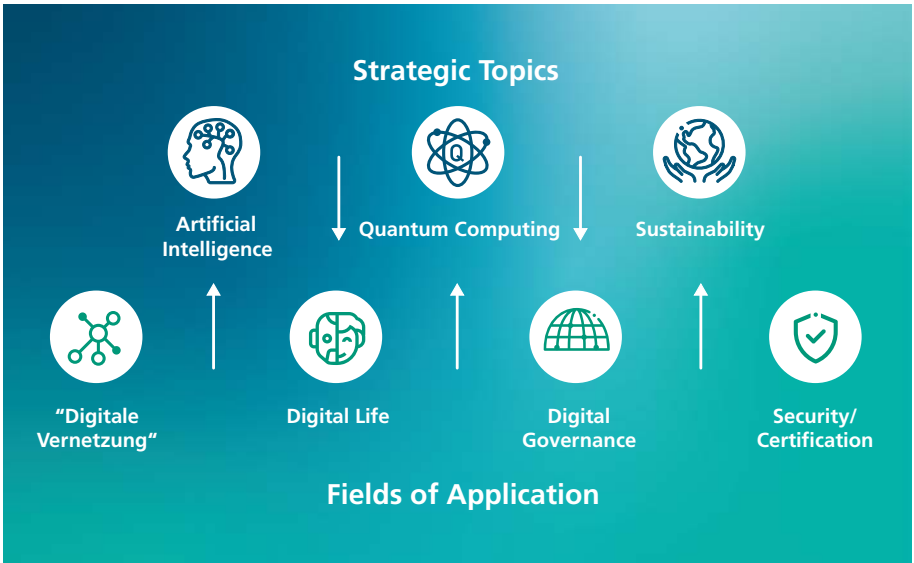 Strategic Topics
Q
Artificial
Intelligence
Quantum Computing
Sustainability
“Digitale
Vernetzung“
Digital Life
Digital
Governance
Security/
Certification
Fields of Application